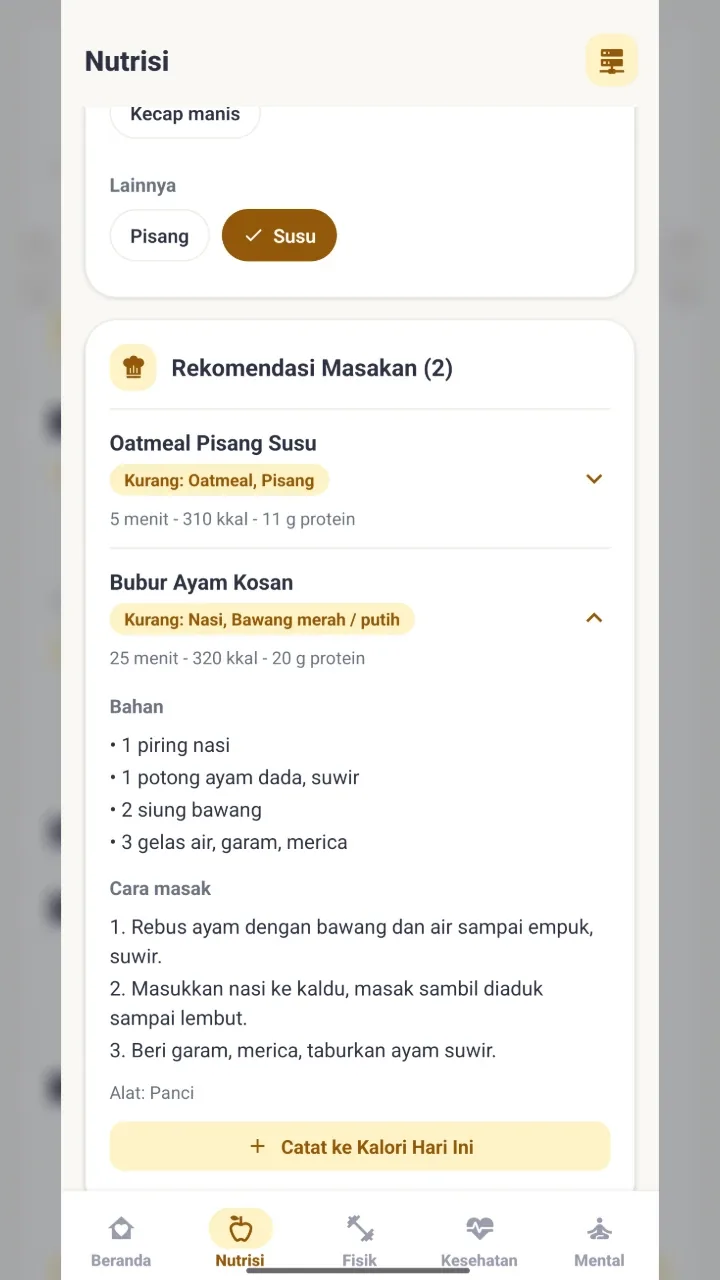 Nutrisi
Kecap manis
Lainnya
Pisang
Susu
Rekomendasi Masakan (2)
Oatmeal Pisang Susu
Kurang: Oatmeal, Pisang
5 menit - 310 kkal - 11 g protein
Bubur Ayam Kosan
Kurang: Nasi, Bawang merah / putih
25 menit - 320 kkal - 20 g protein
Bahan
• 1 piring nasi
• 1 potong ayam dada, suwir
• 2 siung bawang
• 3 gelas air, garam, merica
Cara masak
1. Rebus ayam dengan bawang dan air sampai empuk,
suwir.
2. Masukkan nasi ke kaldu, masak sambil diaduk
sampai lembut.
3. Beri garam, merica, taburkan ayam suwir.
Alat: Panci
+ Catat ke Kalori Hari Ini
Beranda
Nutrisi
Fisik
Kesehatan
Mental